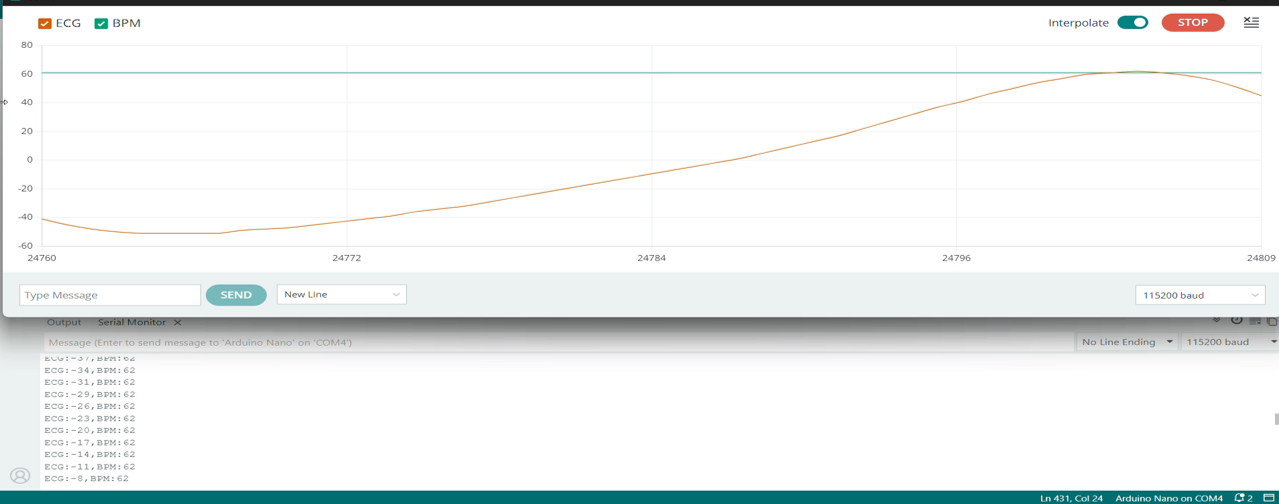 ECG BPM Interpolate STOP
80
60
40
20
0
-20
-40
-60
24760 24772 24784 24796 24809
Type Message SEND New Line 115200 baud
Output Serial Monitor
Message (Enter to send message to 'Arduino Nano' on 'COM4') No Line Ending 115200 baud
ECG:-37,BPM:62
ECG:-34,BPM:62
ECG:-31,BPM:62
ECG:-29,BPM:62
ECG:-26,BPM:62
ECG:-23,BPM:62
ECG:-20,BPM:62
ECG:-17,BPM:62
ECG:-14,BPM:62
ECG:-11,BPM:62
ECG:-8,BPM:62
Ln 431, Col 24 Arduino Nano on COM4 2